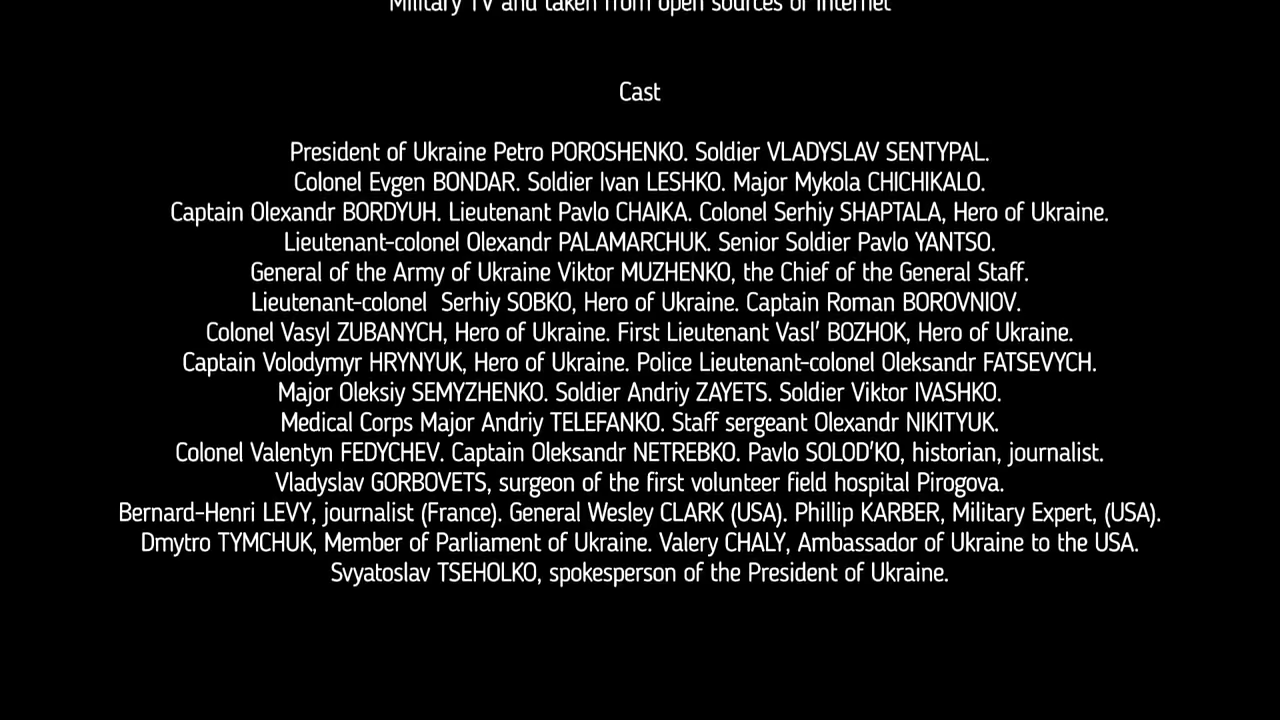 Military TV and taken from open sources of Internet
Cast
President of Ukraine Petro POROSHENKO. Soldier VLADYSLAV SENTYPAL.
Colonel Evgen BONDAR. Soldier Ivan LESHKO. Major Mykola CHICHIKALO.
Captain Olexandr BORDYUH. Lieutenant Pavlo CHAIKA. Colonel Serhiy SHAPTALA, Hero of Ukraine.
Lieutenant-colonel Olexandr PALAMARCHUK. Senior Soldier Pavlo YANTSO.
General of the Army of Ukraine Viktor MUZHENKO, the Chief of the General Staff.
Lieutenant-colonel  Serhiy SOBKO, Hero of Ukraine. Captain Roman BOROVNIOV.
Colonel Vasyl ZUBANYCH, Hero of Ukraine. First Lieutenant Vasl' BOZHOK, Hero of Ukraine.
Captain Volodymyr HRYNYUK, Hero of Ukraine. Police Lieutenant-colonel Oleksandr FATSEVYCH.
Major Oleksiy SEMYZHENKO. Soldier Andriy ZAYETS. Soldier Viktor IVASHKO.
Medical Corps Major Andriy TELEFANKO. Staff sergeant Olexandr NIKITYUK.
Colonel Valentyn FEDYCHEV. Captain Oleksandr NETREBKO. Pavlo SOLOD'KO, historian, journalist.
Vladyslav GORBOVETS, surgeon of the first volunteer field hospital Pirogova.
Bernard-Henri LEVY, journalist (France). General Wesley CLARK (USA). Phillip KARBER, Military Expert, (USA).
Dmytro TYMCHUK, Member of Parliament of Ukraine. Valery CHALY, Ambassador of Ukraine to the USA.
Svyatoslav TSEHOLKO, spokesperson of the President of Ukraine.